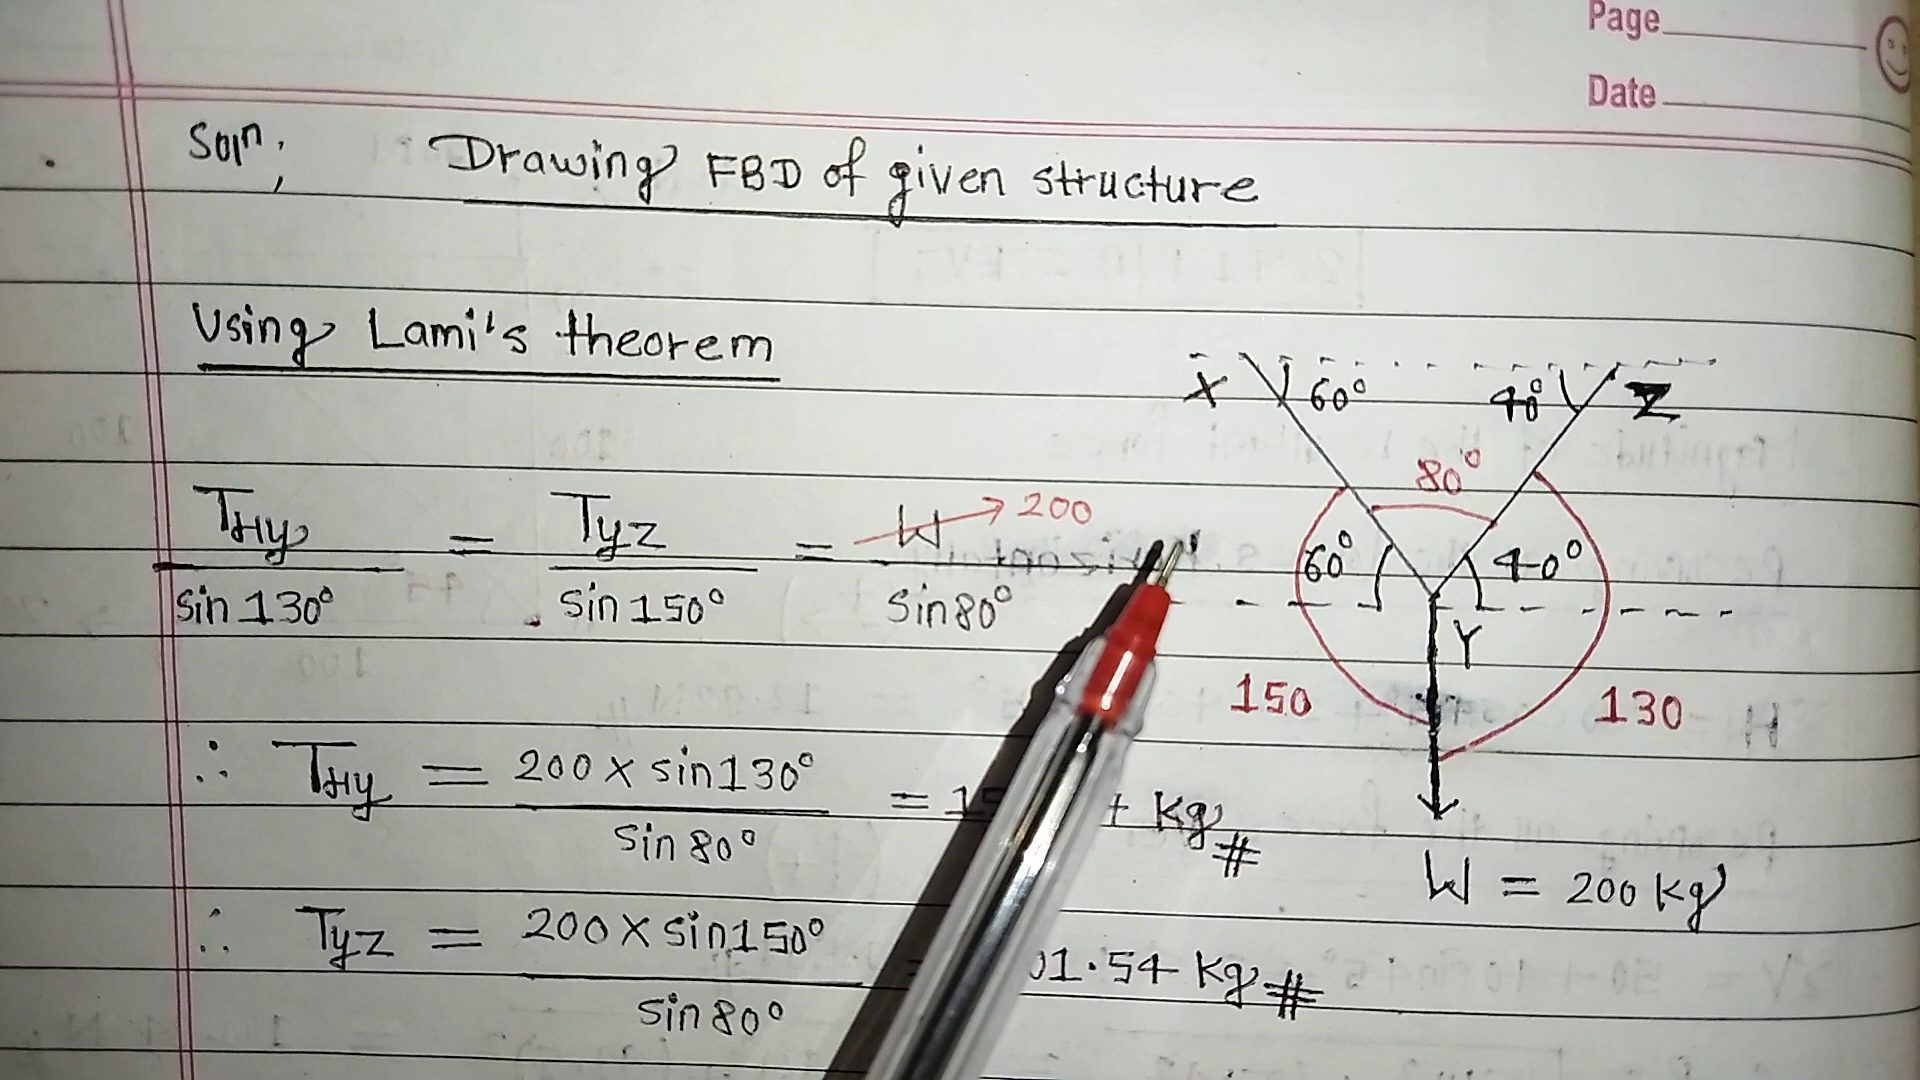 Page
Date
Soln, Drawing FBD of given structure
Using Lami's theorem
X 60° 40° Z
80°
THy = Tyz = W → 200
sin 130° sin 150° sin 80°
60° 40°
Y
150 130
∴ THy = 200 x sin 130° = kg #
sin 80°
W = 200 kg
∴ Tyz = 200 x sin 150° 01.54 kg #
sin 80°